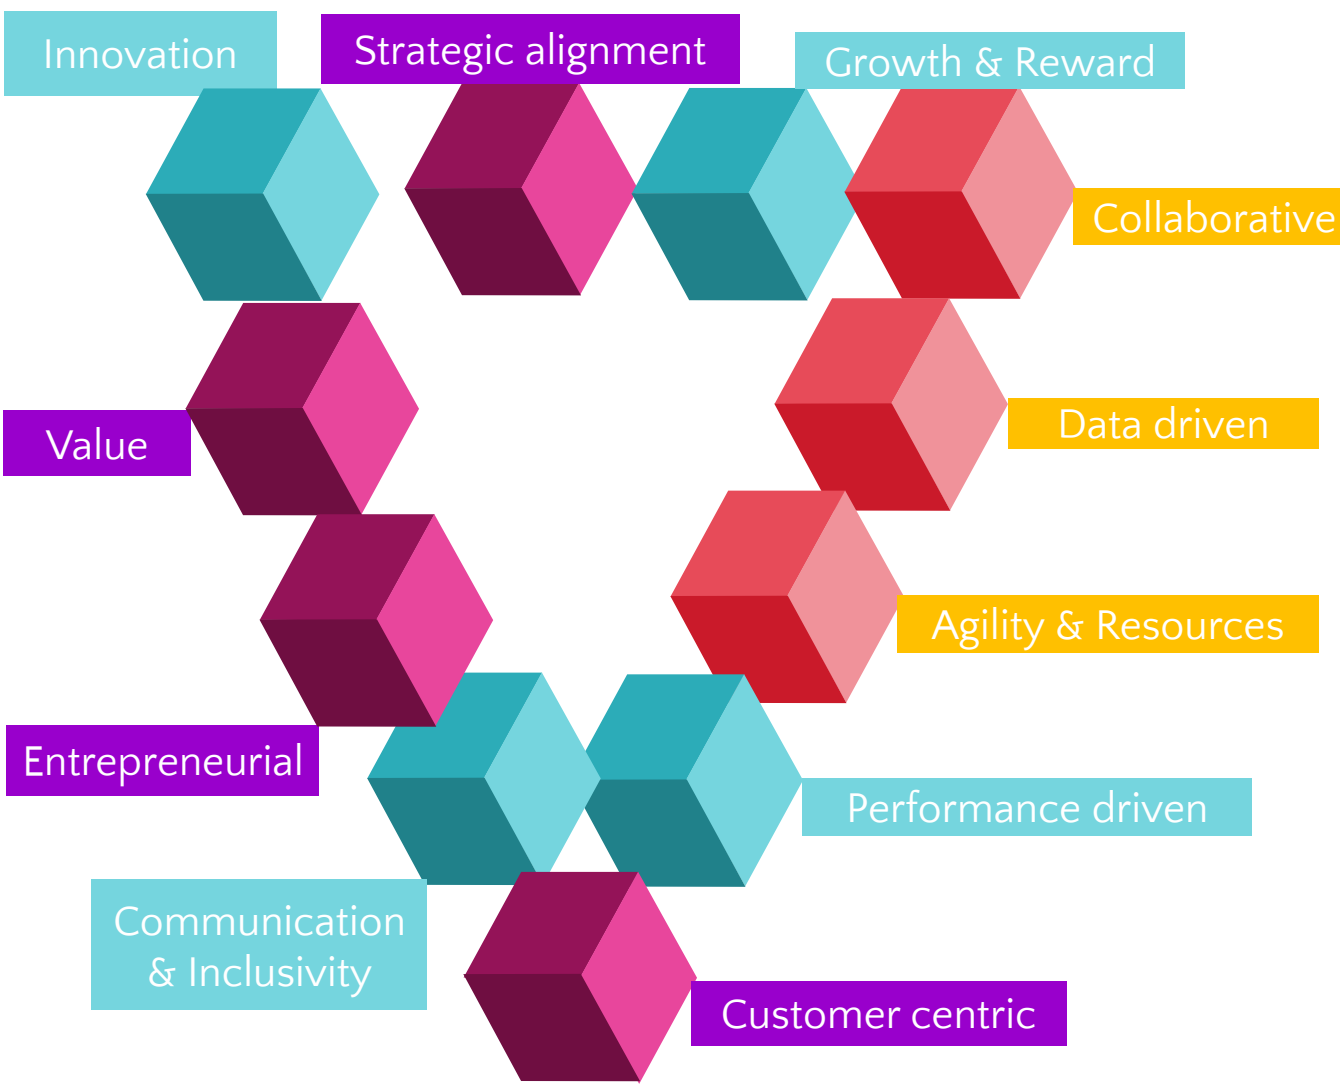 Innovation
Strategic alignment
Growth & Reward
Collaborative
Value
Data driven
Agility & Resources
Entrepreneurial
Performance driven
Communication
& Inclusivity
Customer centric